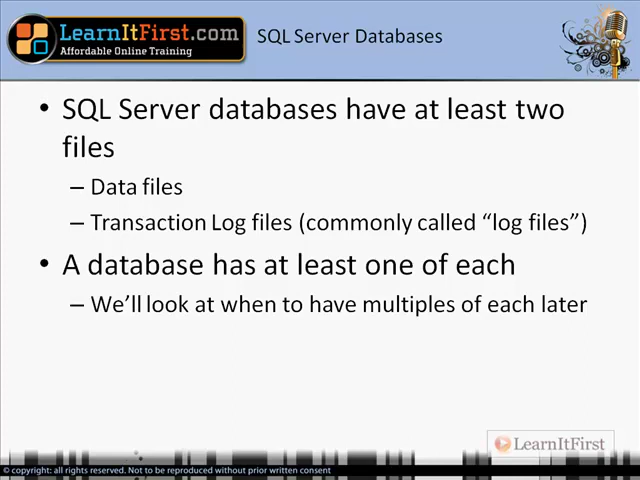 LearnItFirst.com
Affordable Online Training
SQL Server Databases
• SQL Server databases have at least two
files
– Data files
– Transaction Log files (commonly called “log files”)
• A database has at least one of each
– We’ll look at when to have multiples of each later
LearnItFirst
© copyright: all rights reserved. Not to be reproduced without prior written consent